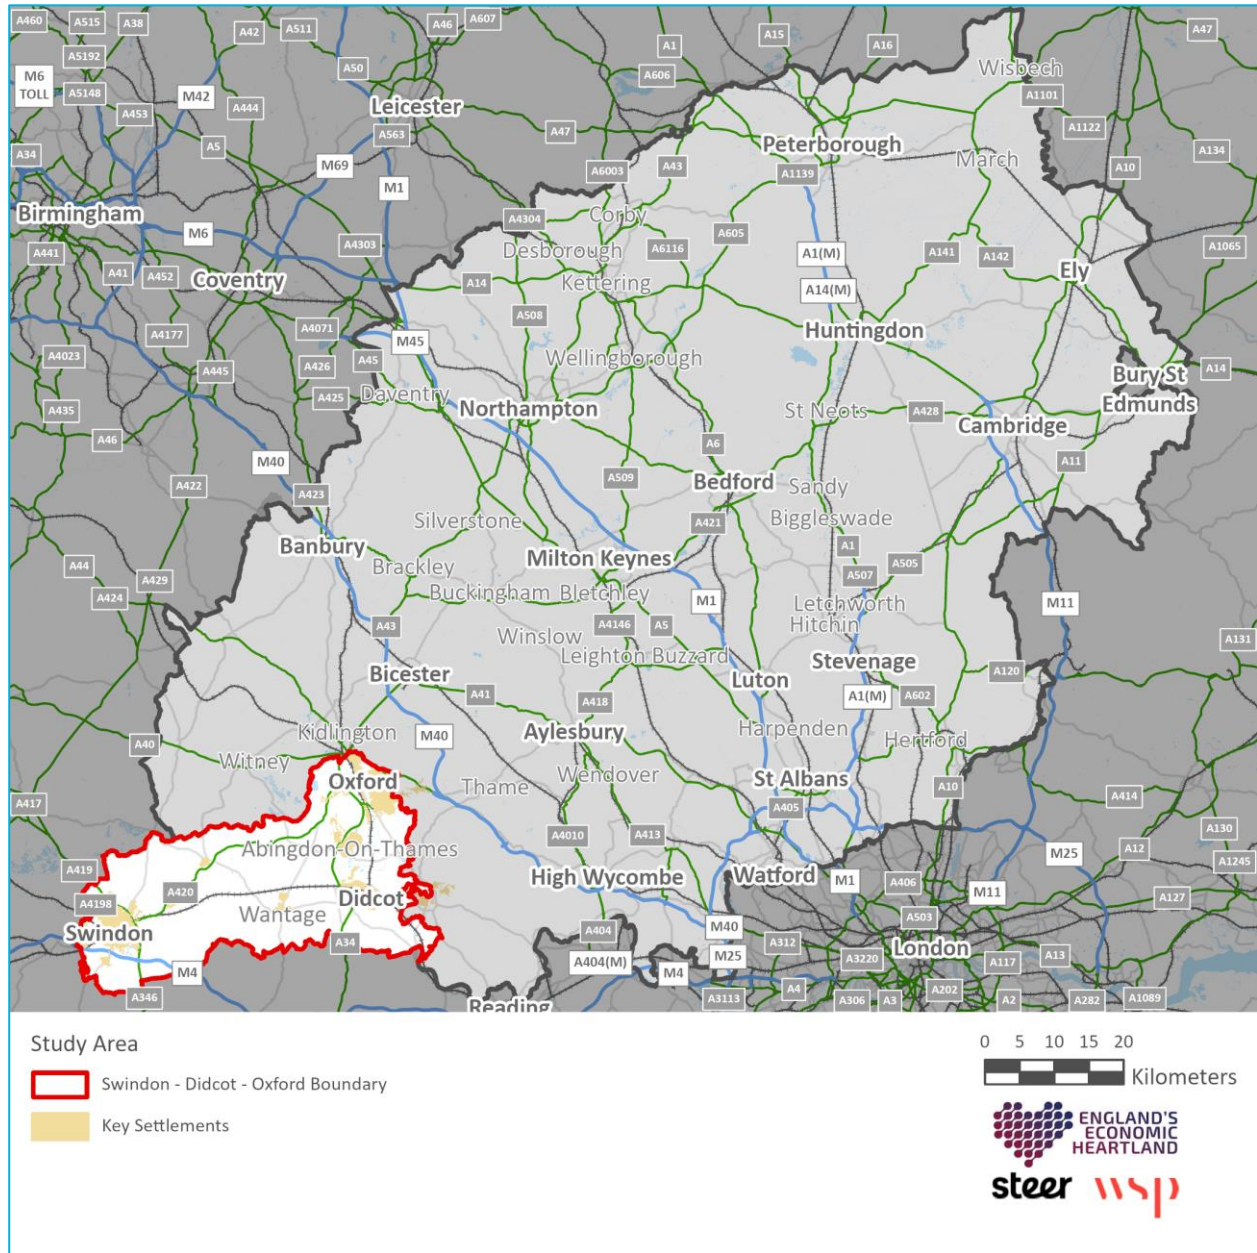 A460
A515
A38
A42
A511
A46
A607
A1
A15
A16
A47
A5192
A50
A606
Wisbech
M6
TOLL
A5148
M42
A444
Leicester
A1101
A453
A563
A47
A1122
A5
A134
Peterborough
A34
M69
A6003
A43
A1139
March
A10
M1
Birmingham
A4304
Corby
M6
A605
A441
A4303
Desborough
A6116
A1(M)
A141
A142
A1065
A41
A452
Coventry
A14
Kettering
A14(M)
Ely
A508
Huntingdon
A4177
A4071
M45
A4023
A426
A45
Wellingborough
A445
Bury St
Edmunds
A14
A435
A425
Daventry
Northampton
St Neots
A428
Cambridge
A46
A6
M40
A11
A422
A423
A509
Bedford
Sandy
Silverstone
A421
Biggleswade
Banbury
Milton Keynes
A1
A44
A429
Brackley
A505
A507
A424
Buckingham
Bletchley
M1
Letchworth
M11
A43
Winslow
A4146
A5
Hitchin
A131
Leighton Buzzard
Stevenage
Bicester
A120
Luton
A41
A418
A1(M)
A602
Kidlington
M40
Aylesbury
Harpenden
Hertford
A40
Witney
Oxford
Thame
Wendover
St Albans
A10
A414
A417
A405
A4010
A413
A130
Abingdon-On-Thames
A12
M25
A1245
A419
A420
High Wycombe
Watford
M1
A406
M11
A127
A4198
Wantage
Didcot
A503
Swindon
A34
A404
M40
A312
London
M4
A404(M)
M4
M25
A3220
A117
A13
A346
Reading
A3113
A4
A306
A3
A202
A2
A282
A1089
Study Area
Swindon - Didcot - Oxford Boundary
Key Settlements
0 5 10 15 20
Kilometers
ENGLAND'S
ECONOMIC
HEARTLAND
steer wsp